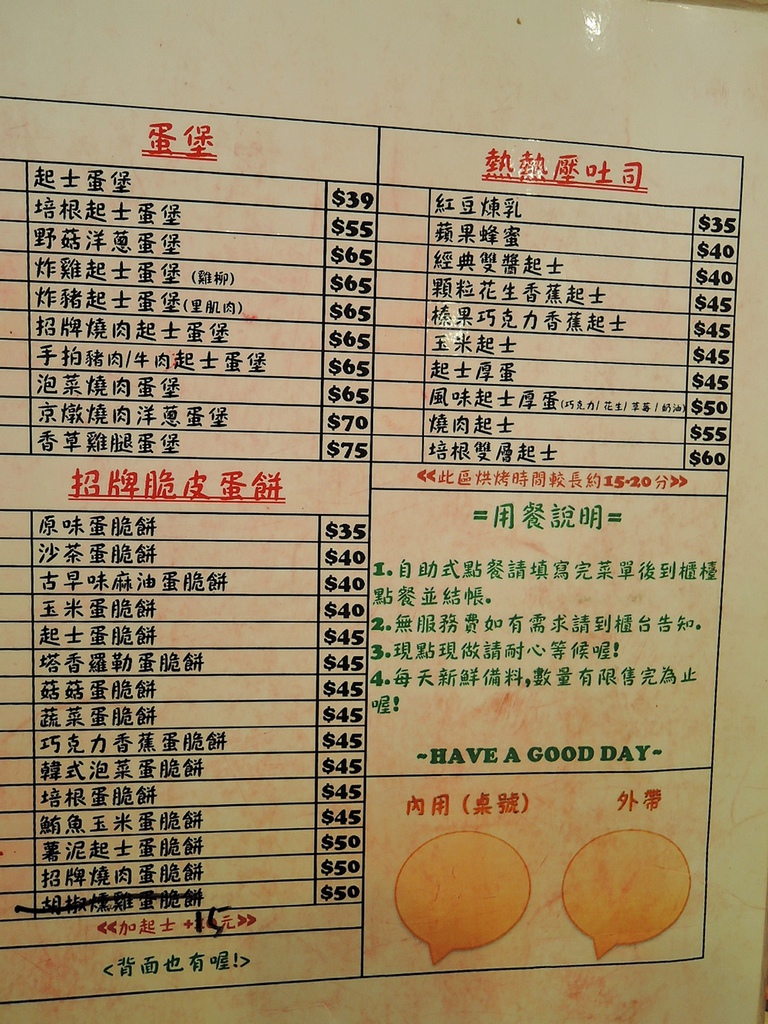 蛋堡
起士蛋堡 $39
培根起士蛋堡 $55
野菇洋蔥蛋堡 $65
炸雞起士蛋堡 (雞柳) $65
炸豬起士蛋堡(里肌肉) $65
招牌燒肉起士蛋堡 $65
手拍豬肉/牛肉起士蛋堡 $65
泡菜燒肉蛋堡 $65
京燉燒肉洋蔥蛋堡 $70
香草雞腿蛋堡 $75
招牌脆皮蛋餅
原味蛋脆餅 $35
沙茶蛋脆餅 $40
古早味麻油蛋脆餅 $40
玉米蛋脆餅 $40
起士蛋脆餅 $45
塔香羅勒蛋脆餅 $45
菇菇蛋脆餅 $45
蔬菜蛋脆餅 $45
巧克力香蕉蛋脆餅 $45
韓式泡菜蛋脆餅 $45
培根蛋脆餅 $45
鮪魚玉米蛋脆餅 $45
薯泥起士蛋脆餅 $50
招牌燒肉蛋脆餅 $50
胡椒燻雞蛋脆餅 $50
<<加起士 +15元>>
<背面也有喔!>
熱熱壓吐司
紅豆煉乳 $35
蘋果蜂蜜 $40
經典雙醬起士 $40
顆粒花生香蕉起士 $45
榛果巧克力香蕉起士 $45
玉米起士 $45
起士厚蛋 $45
風味起士厚蛋(巧克力/花生/草莓/奶油) $50
燒肉起士 $55
培根雙層起士 $60
<<此區烘烤時間較長約15-20分>>
=用餐說明=
1.自助式點餐請填寫完菜單後到櫃檯
點餐並結帳.
2.無服務費如有需求請到櫃台告知.
3.現點現做請耐心等候喔!
4.每天新鮮備料,數量有限售完為止
喔!
~HAVE A GOOD DAY~
內用(桌號) 外帶